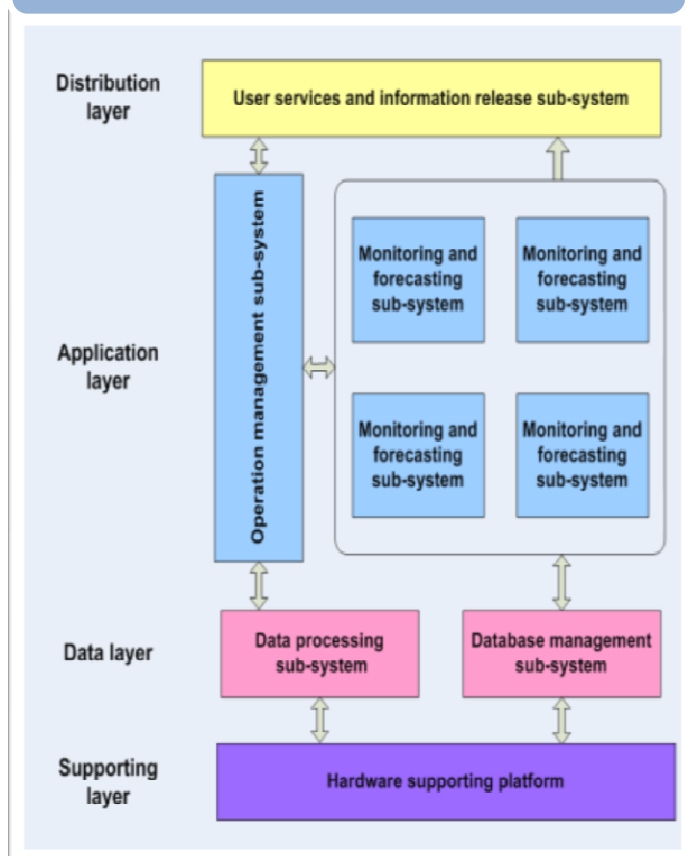 Distribution
layer
User services and information release sub-system
Application
layer
Operation management sub-system
Monitoring and
forecasting
sub-system
Monitoring and
forecasting
sub-system
Monitoring and
forecasting
sub-system
Monitoring and
forecasting
sub-system
Data layer
Data processing
sub-system
Database management
sub-system
Supporting
layer
Hardware supporting platform